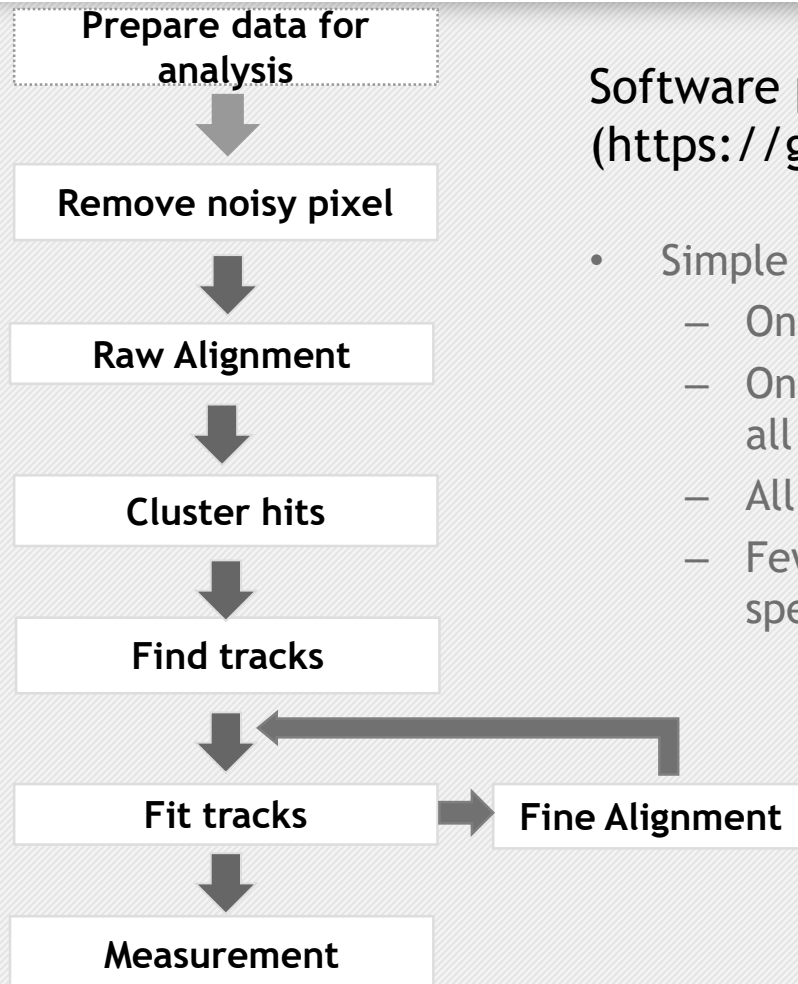 Prepare data for
analysis
Remove noisy pixel
Raw Alignment
Cluster hits
Find tracks
Fit tracks
Fine Alignment
Measurement
Software
(https://g
• Simple
– On
– On
all
– All
– Fev
spe